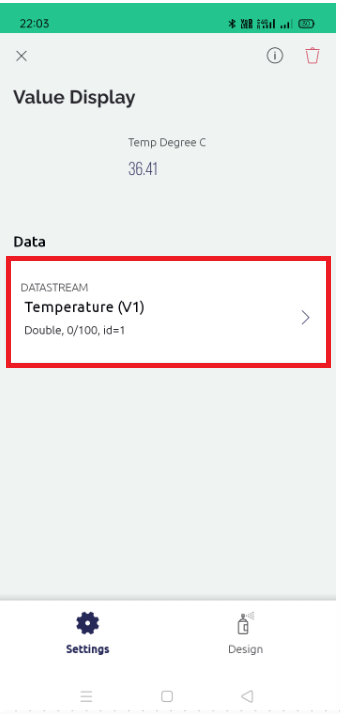 22:03
Value Display
Temp Degree C
36.41
Data
DATASTREAM
Temperature (V1)
Double, 0/100, id=1
Settings
Design